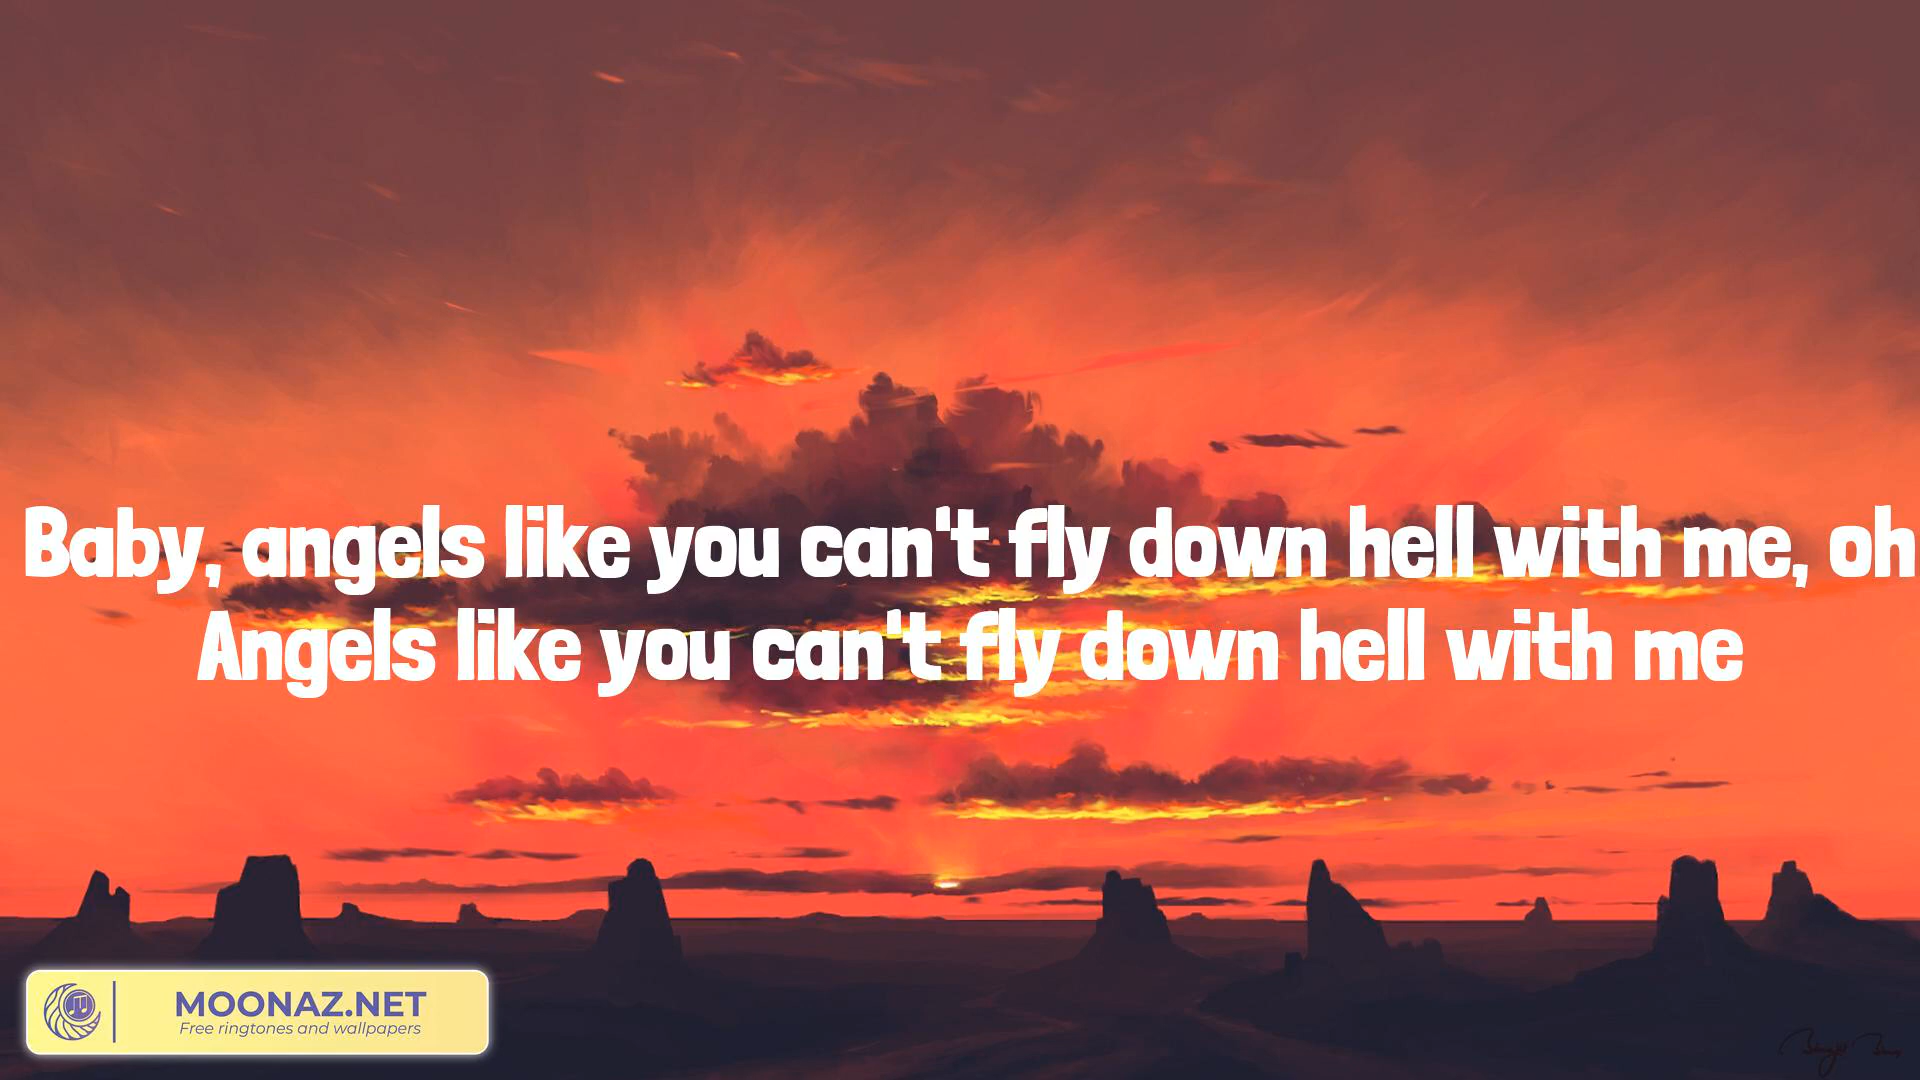 Baby, angels like you can't fly down hell with me, oh
Angels like you can't fly down hell with me
MOONAZ.NET
Free ringtones and wallpapers